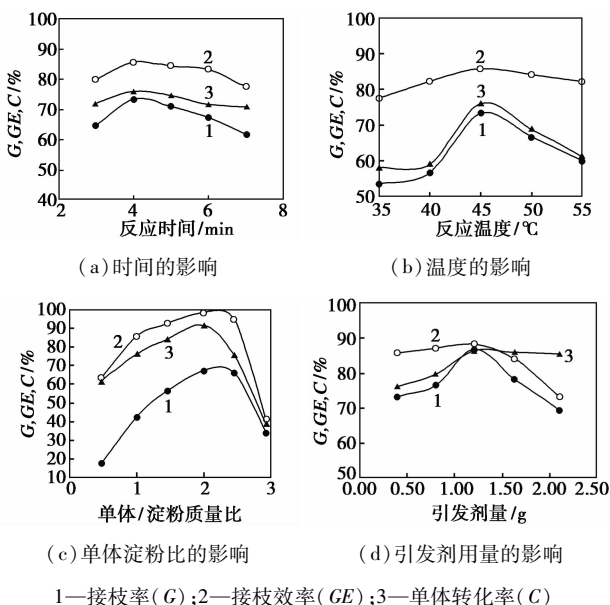 100
90
80
70
60
50
40
G,GE,C/%
2
3
1
2 4 6 8
反应时间/min
(a)时间的影响
100
90
80
70
60
50
G,GE,C/%
2
3
1
35 40 45 50 55
反应温度/℃
(b)温度的影响
100
90
80
70
60
50
40
30
20
10
G,GE,C/%
2
3
1
0 1 2 3
单体/淀粉质量比
(c)单体淀粉比的影响
100
90
80
70
60
50
G,GE,C/%
2
3
1
0.00 0.50 1.00 1.50 2.00 2.50
引发剂量/g
(d)引发剂用量的影响
1—接枝率(G);2—接枝效率(GE);3—单体转化率(C)